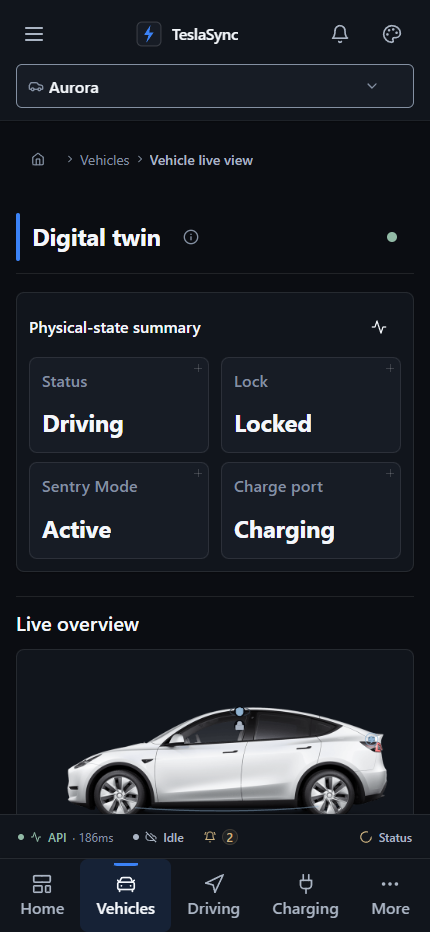 TeslaSync
Aurora
Vehicles Vehicle live view
Digital twin
Physical-state summary
Status Lock
Driving Locked
Sentry Mode Charge port
Active Charging
Live overview
API · 186ms Idle 2 Status
Home Vehicles Driving Charging More